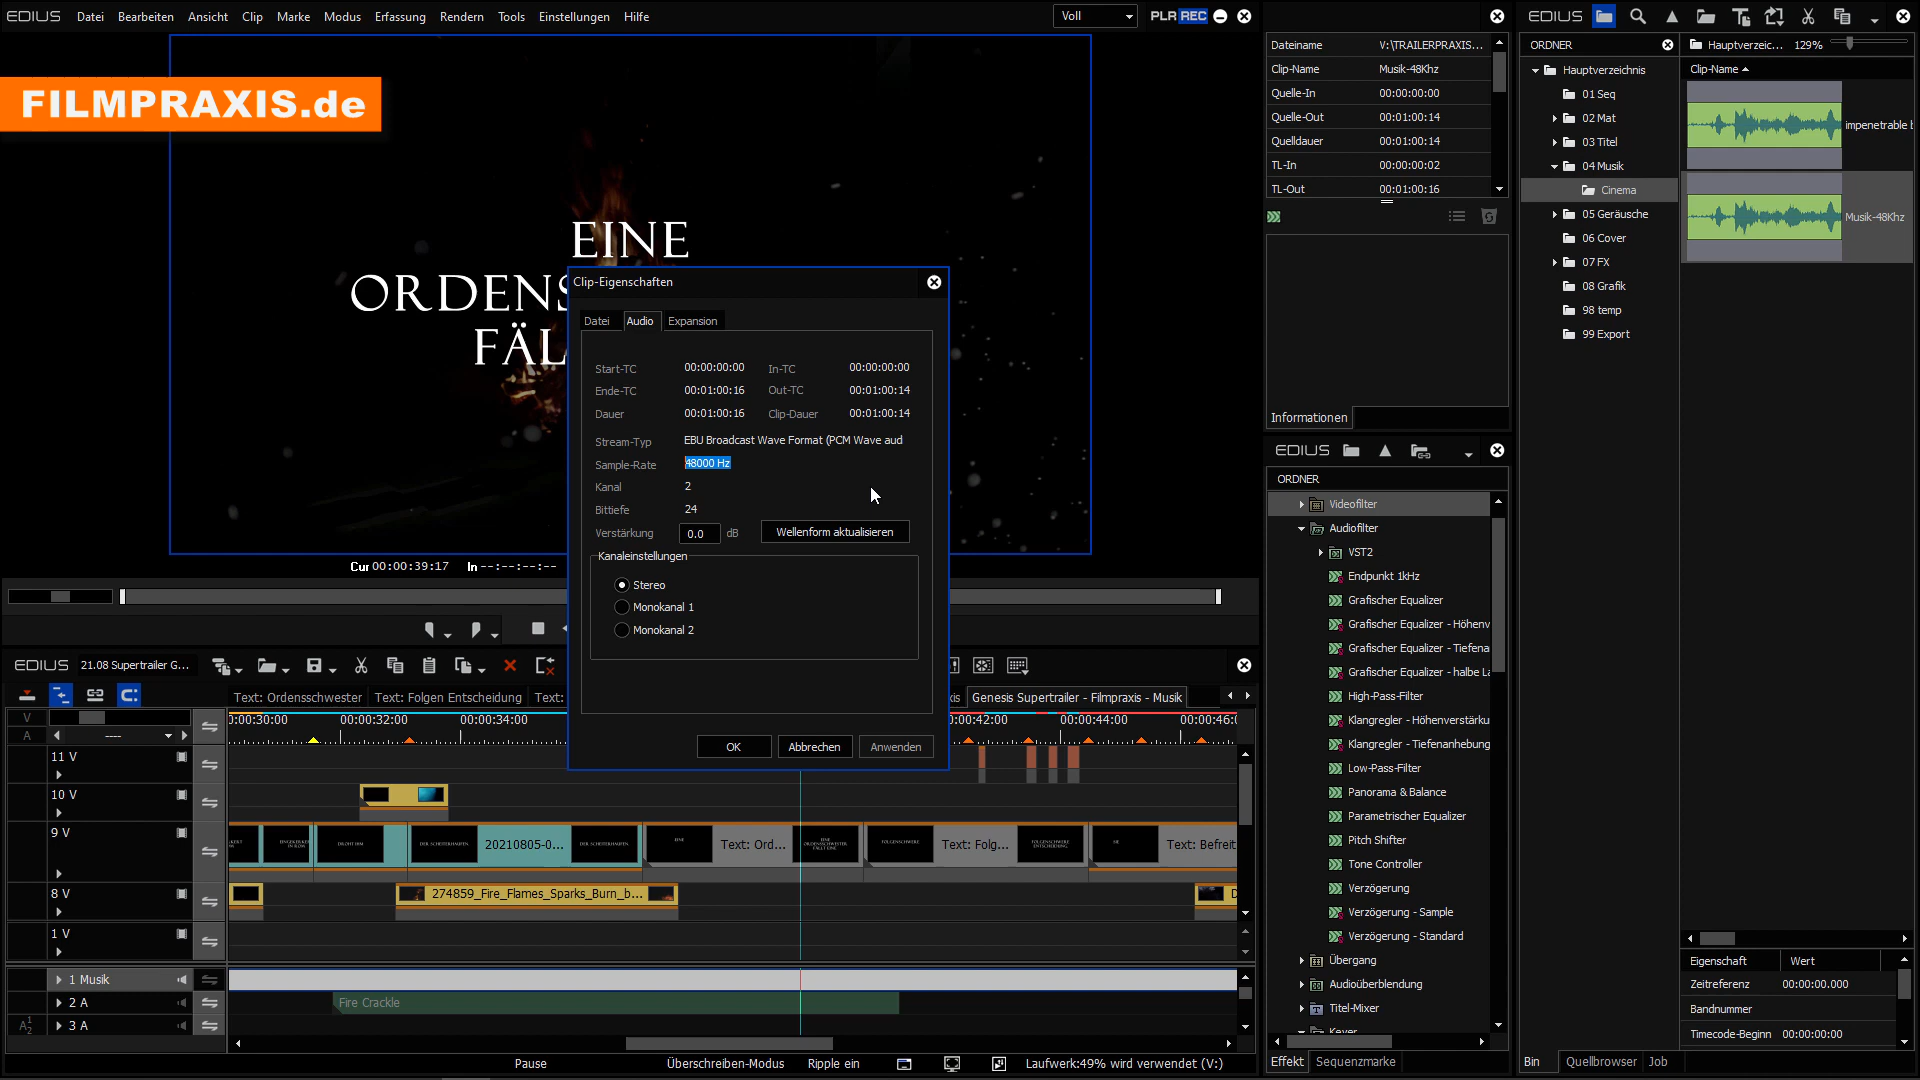 EDIUS Datei Bearbeiten Ansicht Clip Marke Modus Erfassung Rendern Tools Einstellungen Hilfe Voll PLR REC
FILMPRAXIS.de
EINE
ORDENS
FÄL
Cur 00:00:39:17 In --:--:--:--
Clip-Eigenschaften
Datei Audio Expansion
Start-TC 00:00:00:00 In-TC 00:00:00:00
Ende-TC 00:01:00:16 Out-TC 00:01:00:14
Dauer 00:01:00:16 Clip-Dauer 00:01:00:14
Stream-Typ EBU Broadcast Wave Format (PCM Wave aud
Sample-Rate 48000 Hz
Kanal 2
Bittiefe 24
Verstärkung 0.0 dB Wellenform aktualisieren
Kanaleinstellungen
Stereo
Monokanal 1
Monokanal 2
OK Abbrechen Anwenden
Dateiname V:\TRAILERPRAXIS...
Clip-Name Musik-48Khz
Quelle-In 00:00:00:00
Quelle-Out 00:01:00:14
Quelldauer 00:01:00:14
TL-In 00:00:00:02
TL-Out 00:01:00:16
Informationen
EDIUS
ORDNER
Videofilter
Audiofilter
VST2
Endpunkt 1kHz
Grafischer Equalizer
Grafischer Equalizer - Höhenv
Grafischer Equalizer - Tiefena
Grafischer Equalizer - halbe Lä
High-Pass-Filter
Klangregler - Höhenverstärku
Klangregler - Tiefenanhebung
Low-Pass-Filter
Panorama & Balance
Parametrischer Equalizer
Pitch Shifter
Tone Controller
Verzögerung
Verzögerung - Sample
Verzögerung - Standard
Übergang
Audioüberblendung
Titel-Mixer
Keyer
Effekt Sequenzmarke
EDIUS
ORDNER Hauptverzeic... 129%
Hauptverzeichnis
01 Seq
02 Mat
03 Titel
04 Musik
Cinema
05 Geräusche
06 Cover
07 FX
08 Grafik
98 temp
99 Export
Clip-Name
impenetrable b
Musik-48Khz
Eigenschaft Wert
Zeitreferenz 00:00:00.000
Bandnummer
Timecode-Beginn 00:00:00:00
Bin Quellbrowser Job
EDIUS 21.08 Supertrailer G...
Text: Ordensschwester Text: Folgen Entscheidung Text: xis Genesis Supertrailer - Filmpraxis - Musik
V 0:00:30:00 00:00:32:00 00:00:34:00 0:00:42:00 00:00:44:00 00:00:46:0
A ----
11 V
10 V
9 V 20210805-0... Text: Ord... Text: Folg... Text: Befreit
8 V 274859_Fire_Flames_Sparks_Burn_b... D
1 V
1 Musik
2 A Fire Crackle
A12 3 A
Pause Überschreiben-Modus Ripple ein Laufwerk:49% wird verwendet (V:)